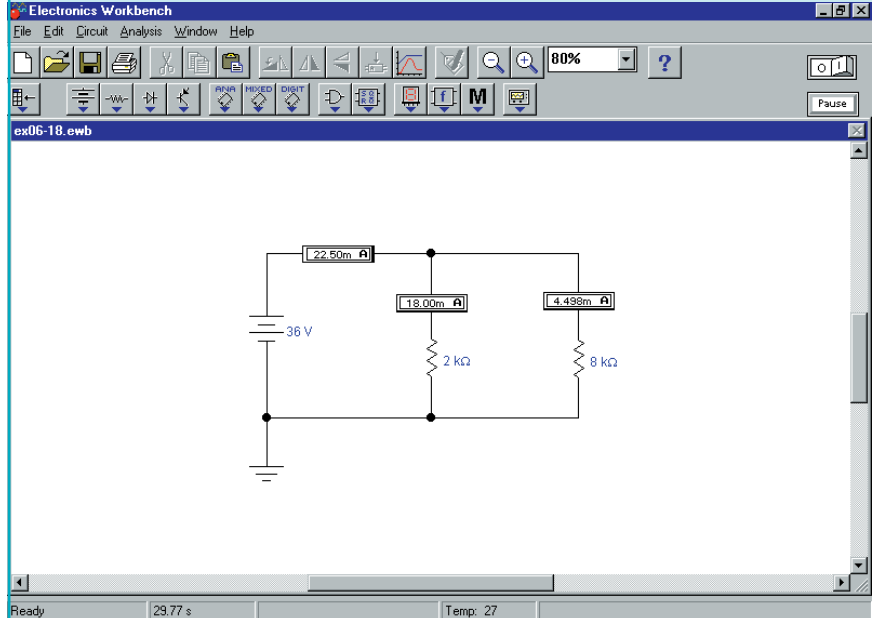 Electronics Workbench
File Edit Circuit Analysis Window Help
80%
?
O I
ANA MIXED DIGIT
M
Pause
ex06-18.ewb
22.50m A
18.00m A
4.498m A
36 V
2 kΩ
8 kΩ
Ready 29.77 s Temp: 27